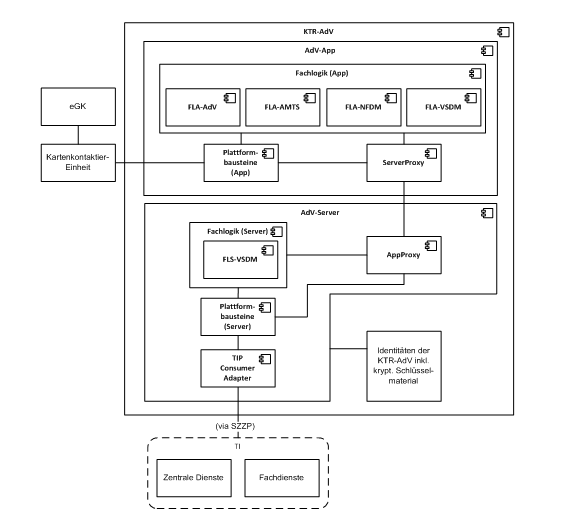 KTR-AdV
AdV-App
Fachlogik (App)
FLA-AdV
FLA-AMTS
FLA-NFDM
FLA-VSDM
eGK
Kartenkontaktier-
Einheit
Plattform-
bausteine
(App)
ServerProxy
AdV-Server
Fachlogik (Server)
FLS-VSDM
AppProxy
Plattform-
bausteine
(Server)
TIP
Consumer
Adapter
Identitäten der
KTR-AdV inkl.
krypt. Schlüssel-
material
(via SZZP)
TI
Zentrale Dienste
Fachdienste